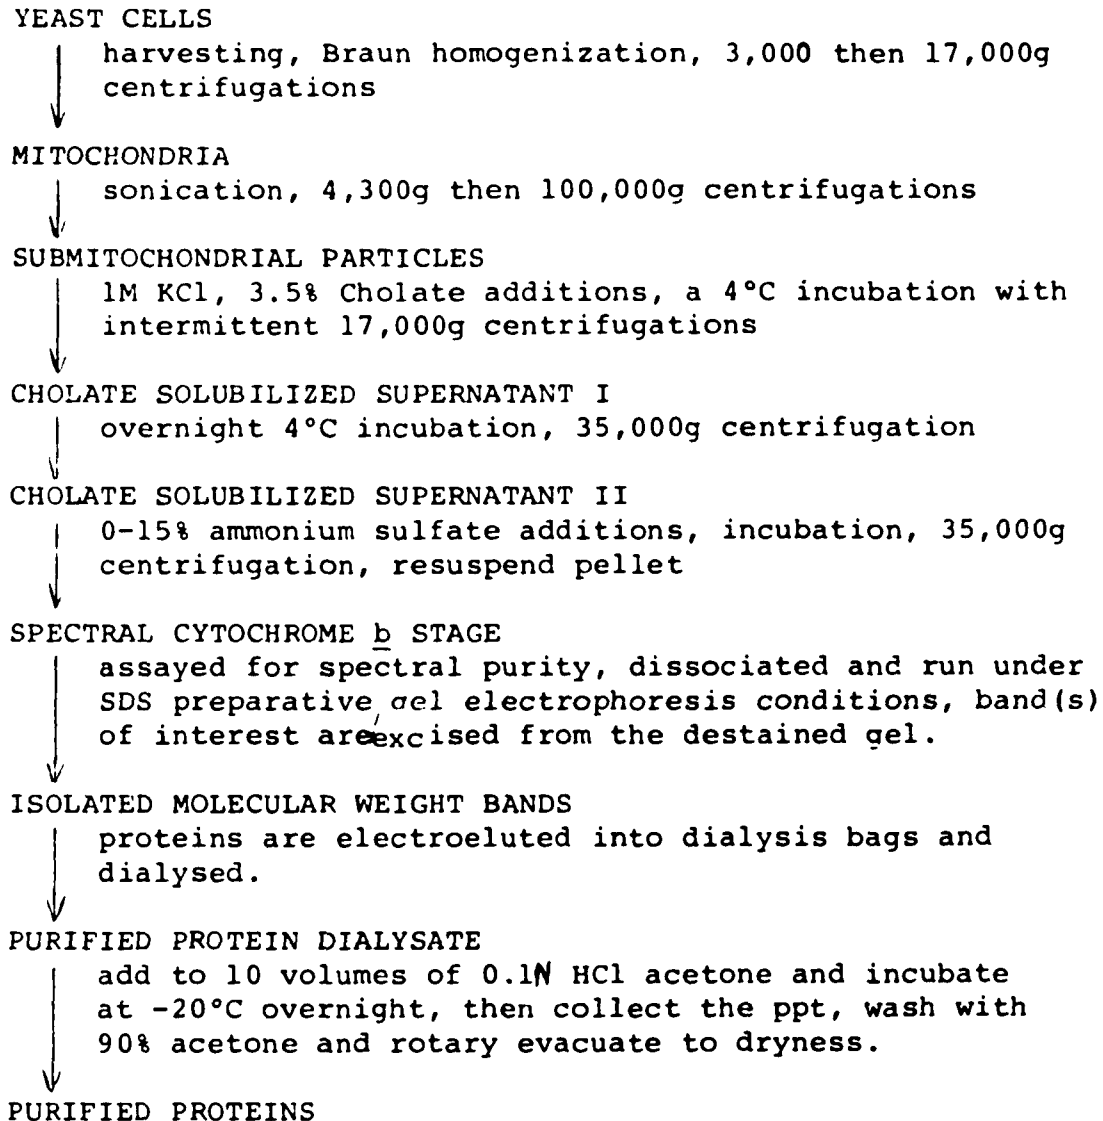 YEAST CELLS
harvesting, Braun homogenization, 3,000 then 17,000g
centrifugations
MITOCHONDRIA
sonication, 4,300g then 100,000g centrifugations
SUBMITOCHONDRIAL PARTICLES
1M KCl, 3.5% Cholate additions, a 4°C incubation with
intermittent 17,000g centrifugations
CHOLATE SOLUBILIZED SUPERNATANT I
overnight 4°C incubation, 35,000g centrifugation
CHOLATE SOLUBILIZED SUPERNATANT II
0-15% ammonium sulfate additions, incubation, 35,000g
centrifugation, resuspend pellet
SPECTRAL CYTOCHROME b STAGE
assayed for spectral purity, dissociated and run under
SDS preparative gel electrophoresis conditions, band(s)
of interest are excised from the destained gel.
ISOLATED MOLECULAR WEIGHT BANDS
proteins are electroeluted into dialysis bags and
dialysed.
PURIFIED PROTEIN DIALYSATE
add to 10 volumes of 0.1N HCl acetone and incubate
at -20°C overnight, then collect the ppt, wash with
90% acetone and rotary evacuate to dryness.
PURIFIED PROTEINS